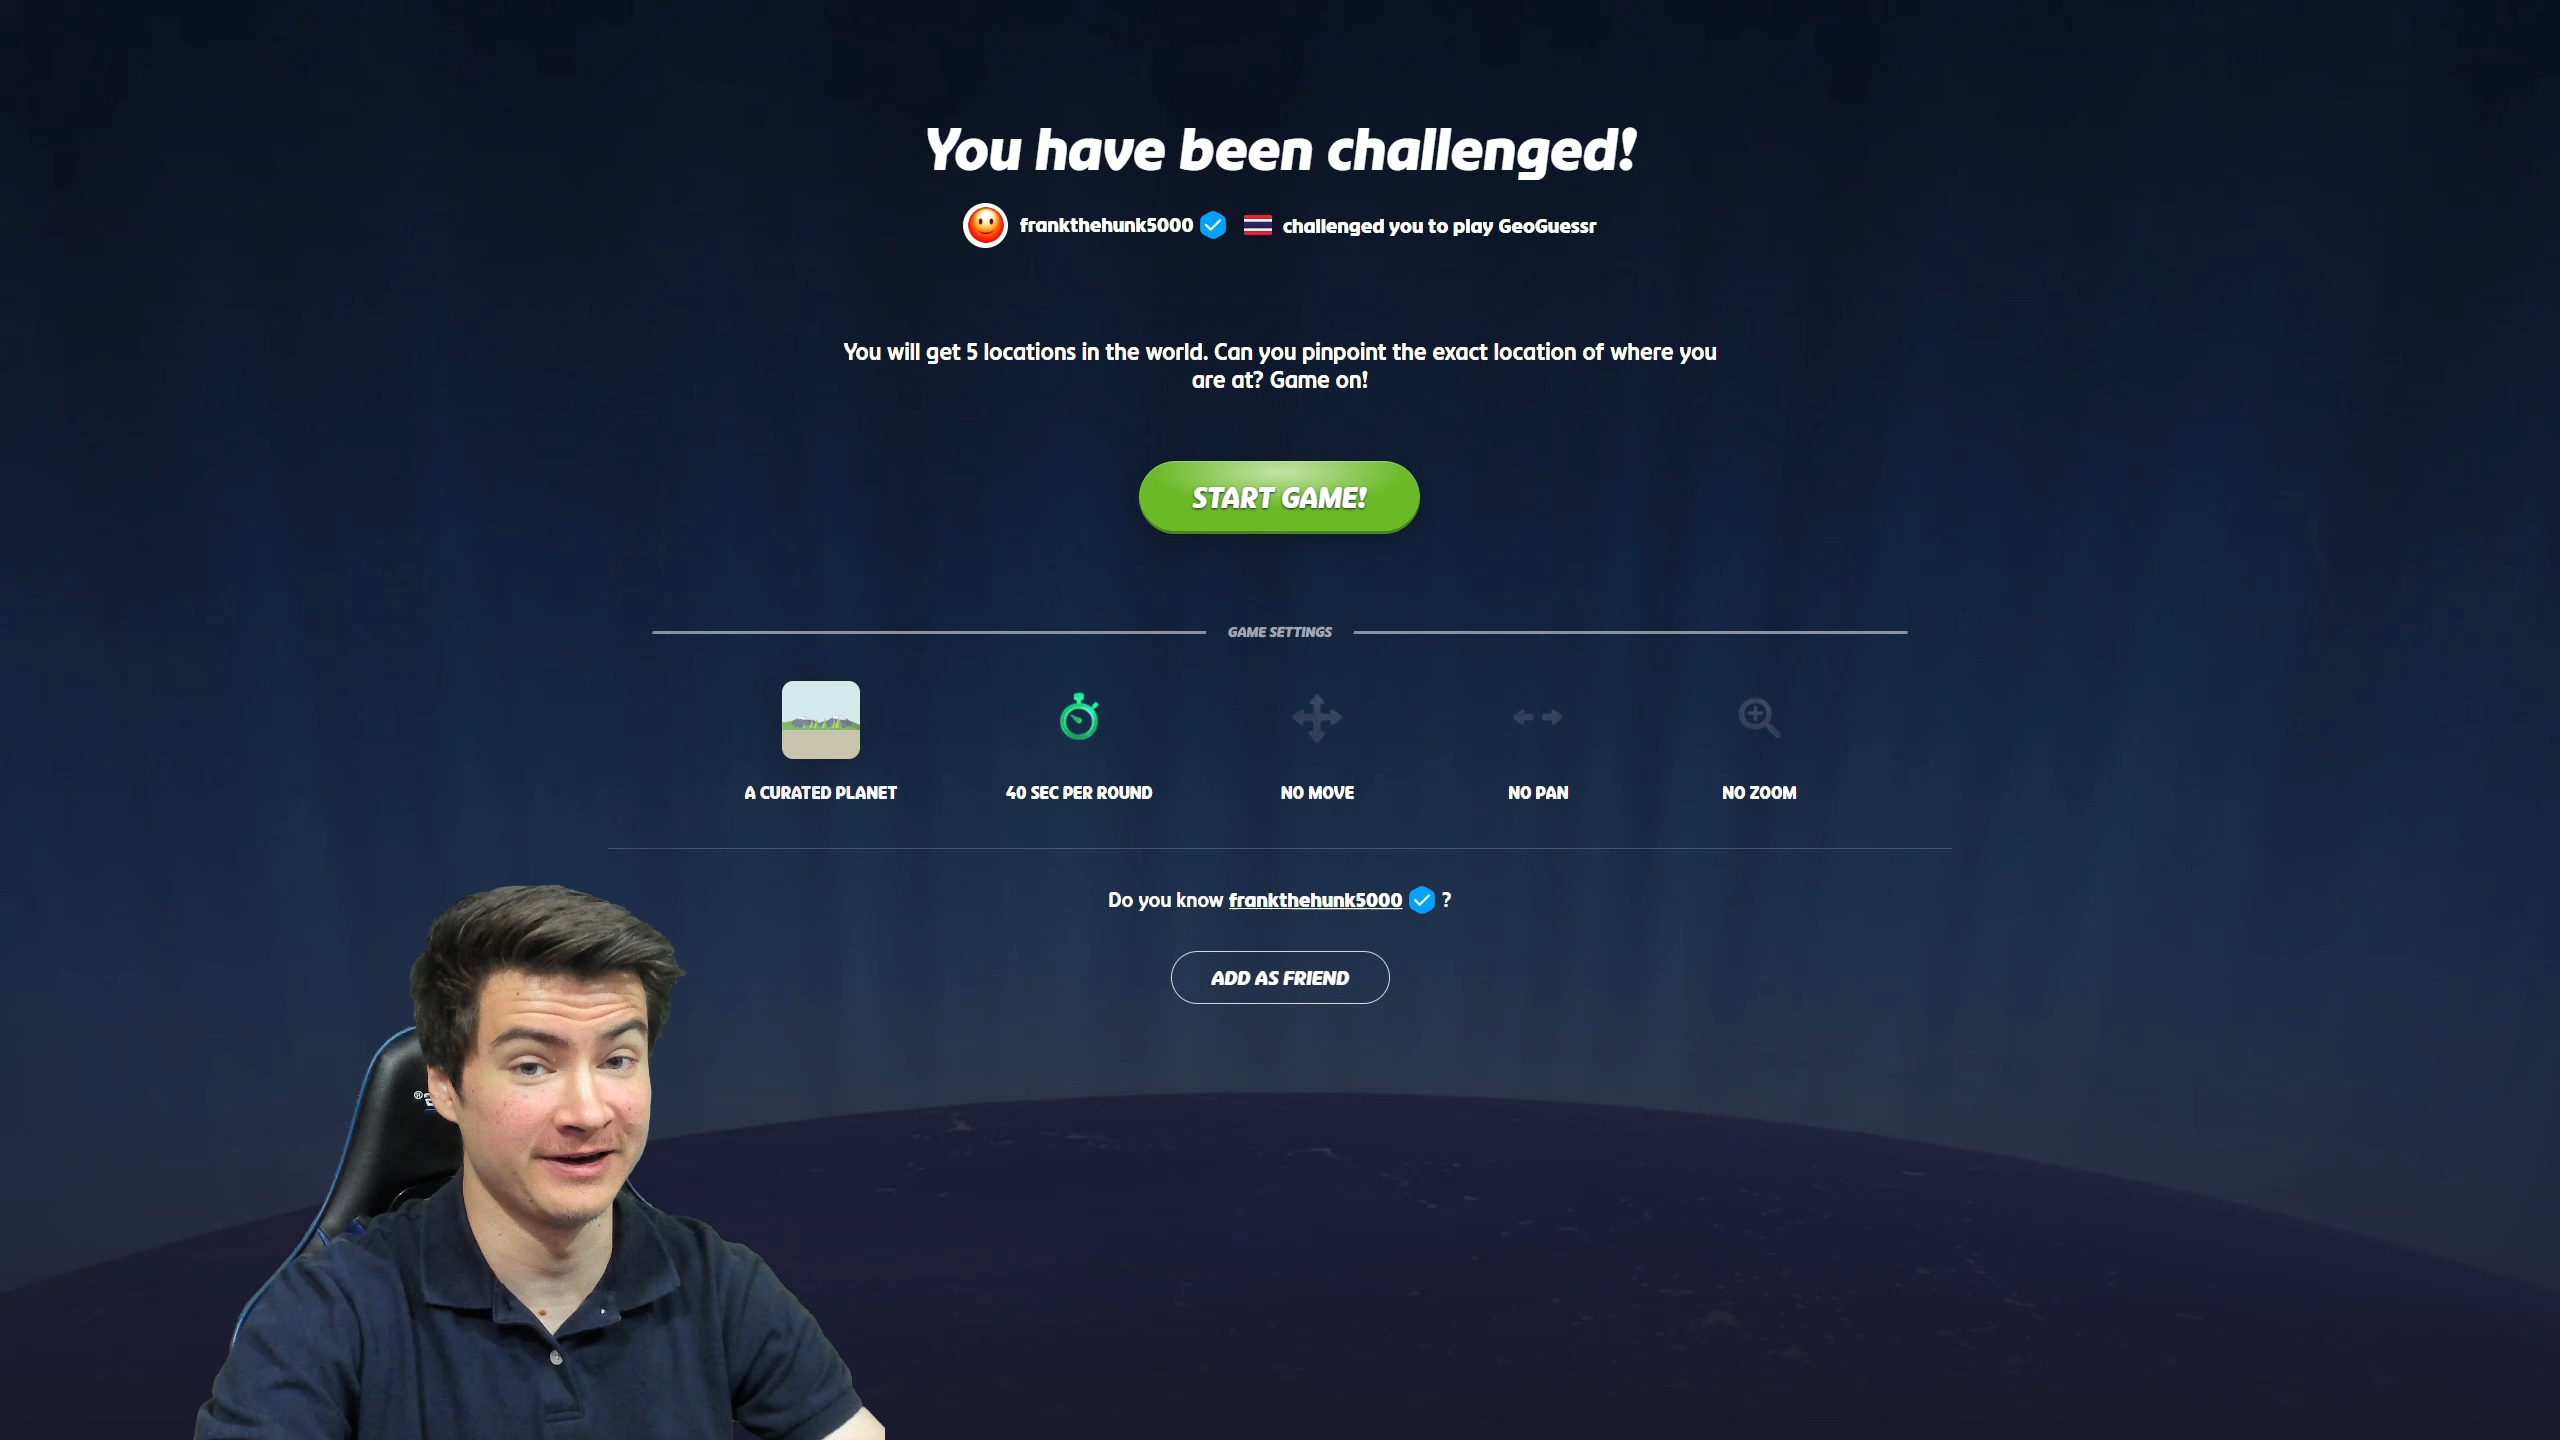 You have been challenged!
frankthehunk5000 challenged you to play GeoGuessr
You will get 5 locations in the world. Can you pinpoint the exact location of where you
are at? Game on!
START GAME!
GAME SETTINGS
A CURATED PLANET
40 SEC PER ROUND
NO MOVE
NO PAN
NO ZOOM
Do you know frankthehunk5000 ?
ADD AS FRIEND